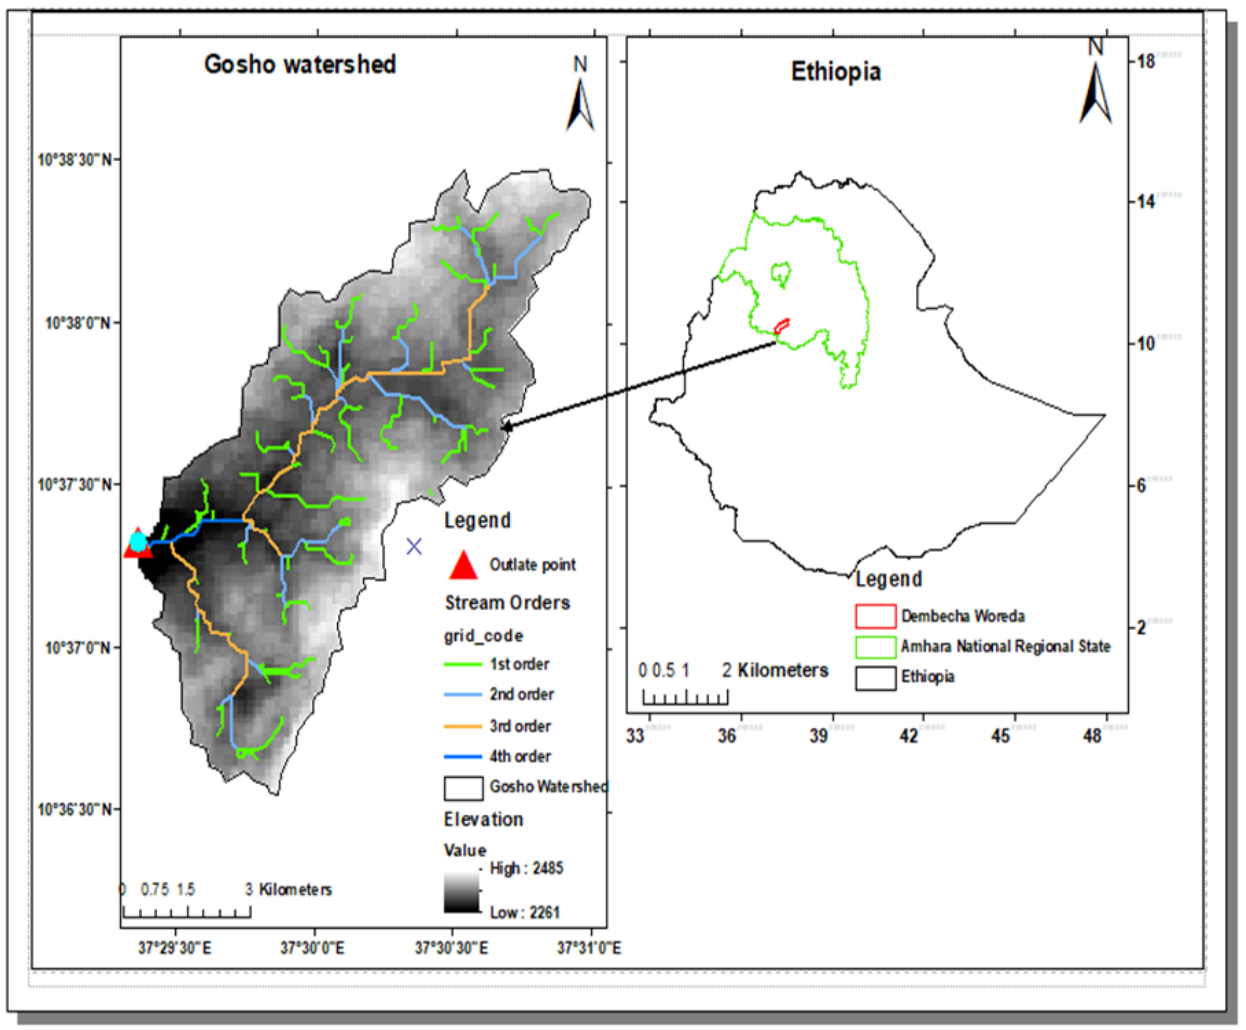 Gosho watershed
N
10°38'30"N
10°38'0"N
10°37'30"N
10°37'0"N
10°36'30"N
Legend
Outlate point
Stream Orders
grid_code
1st order
2nd order
3rd order
4th order
Gosho Watershed
Elevation
Value
High : 2485
Low : 2261
0 0.75 1.5 3 Kilometers
37°29'30"E 37°30'0"E 37°30'30"E 37°31'0"E
Ethiopia
N
18
14
10
6
2
Legend
Dembecha Woreda
Amhara National Regional State
Ethiopia
0 0.5 1 2 Kilometers
33 36 39 42 45 48